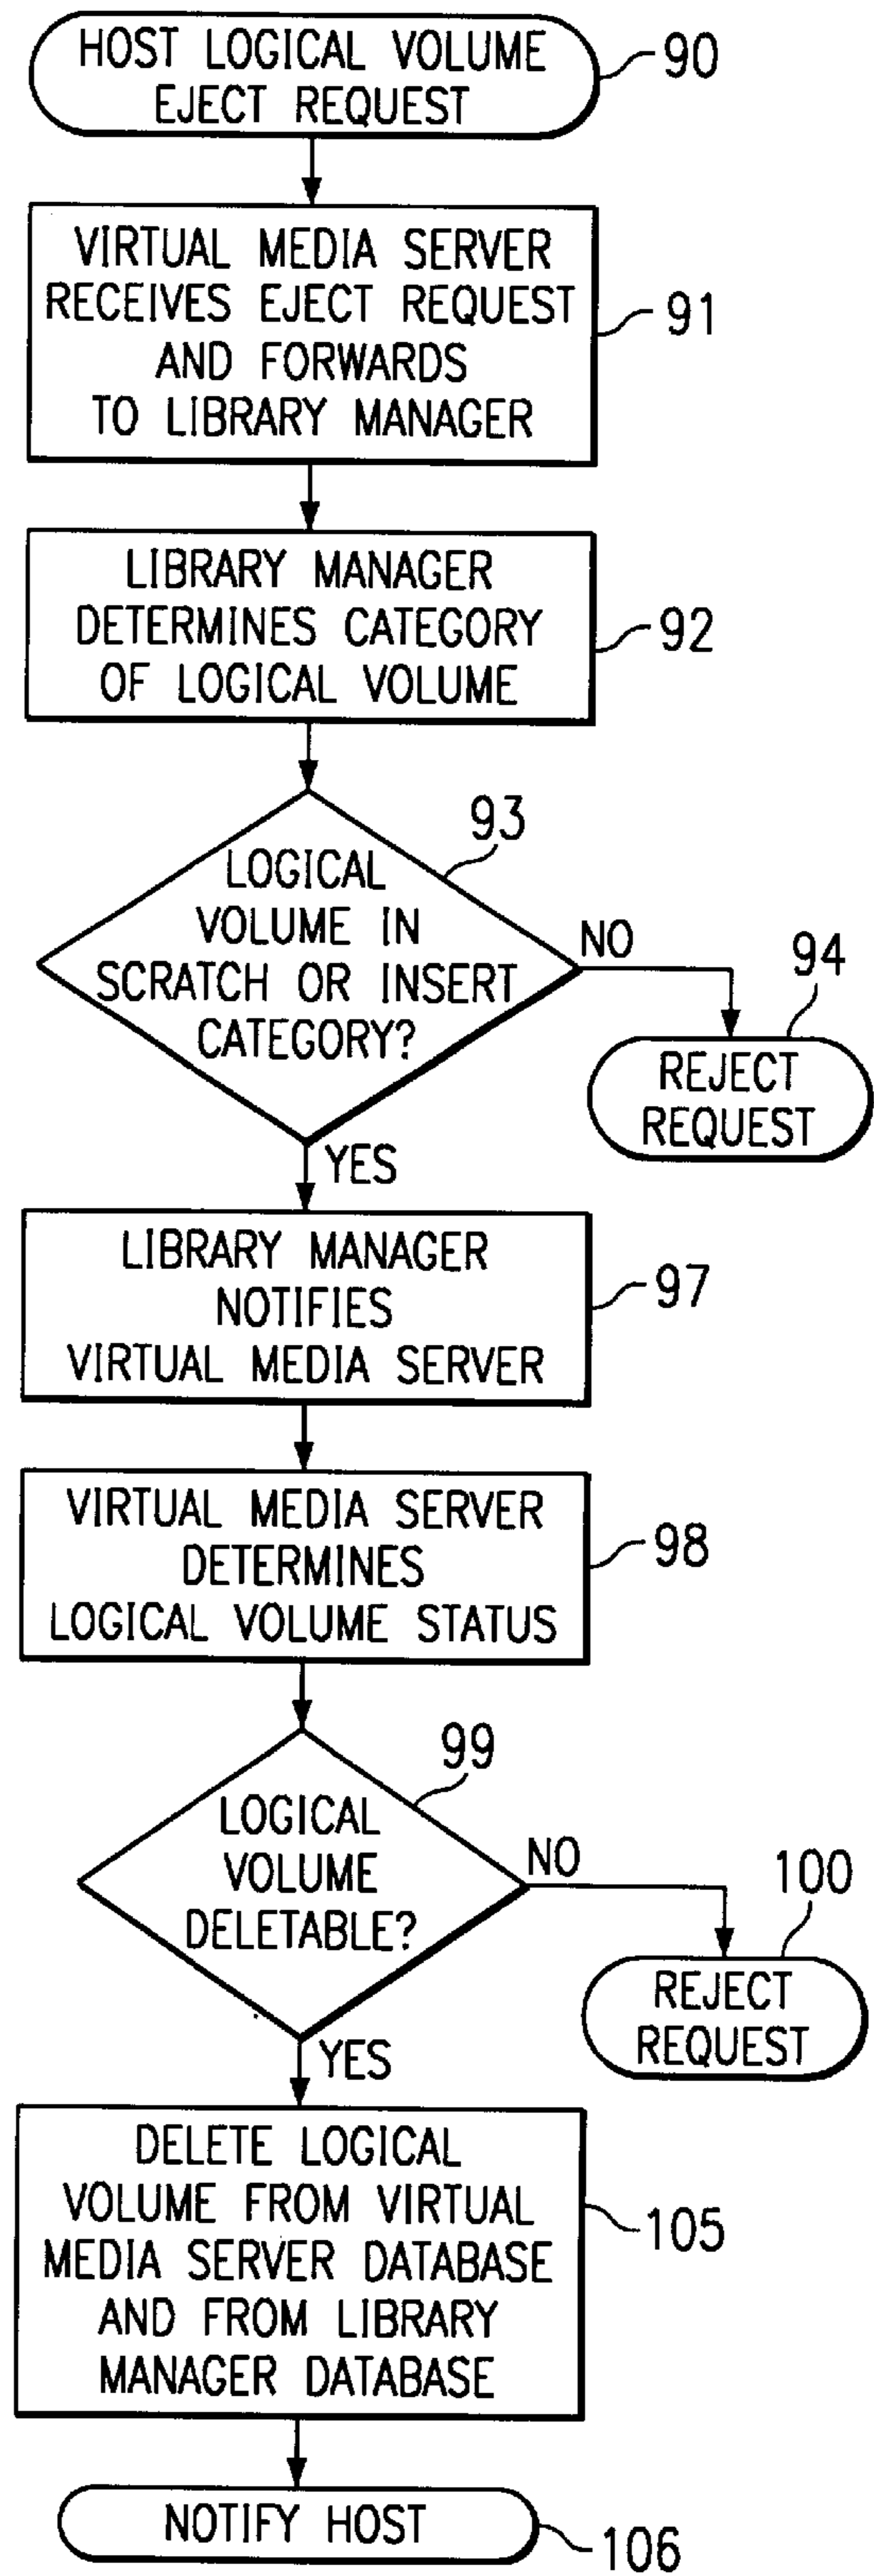 HOST LOGICAL VOLUME
EJECT REQUEST
90
VIRTUAL MEDIA SERVER
RECEIVES EJECT REQUEST
AND FORWARDS
TO LIBRARY MANAGER
91
LIBRARY MANAGER
DETERMINES CATEGORY
OF LOGICAL VOLUME
92
93
LOGICAL
VOLUME IN
SCRATCH OR INSERT
CATEGORY?
NO
94
REJECT
REQUEST
YES
LIBRARY MANAGER
NOTIFIES
VIRTUAL MEDIA SERVER
97
VIRTUAL MEDIA SERVER
DETERMINES
LOGICAL VOLUME STATUS
98
99
LOGICAL
VOLUME
DELETABLE?
NO
100
REJECT
REQUEST
YES
DELETE LOGICAL
VOLUME FROM VIRTUAL
MEDIA SERVER DATABASE
AND FROM LIBRARY
MANAGER DATABASE
105
NOTIFY HOST
106